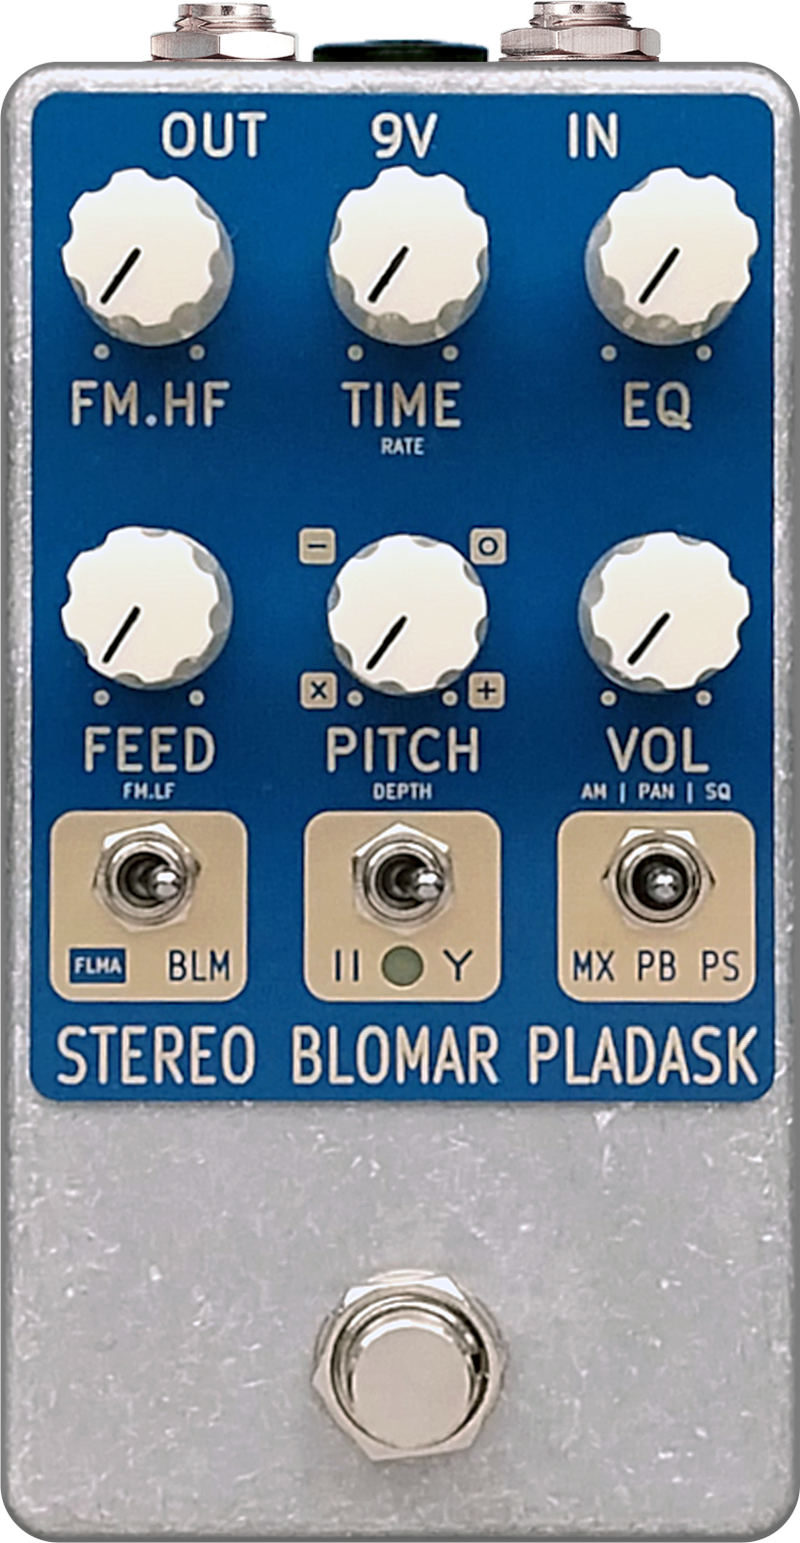 OUT 9V IN
FM.HF TIME EQ
RATE
− O
X +
FEED PITCH VOL
FM.LF DEPTH AM | PAN | SQ
FLMA BLM II Y MX PB PS
STEREO BLOMAR PLADASK